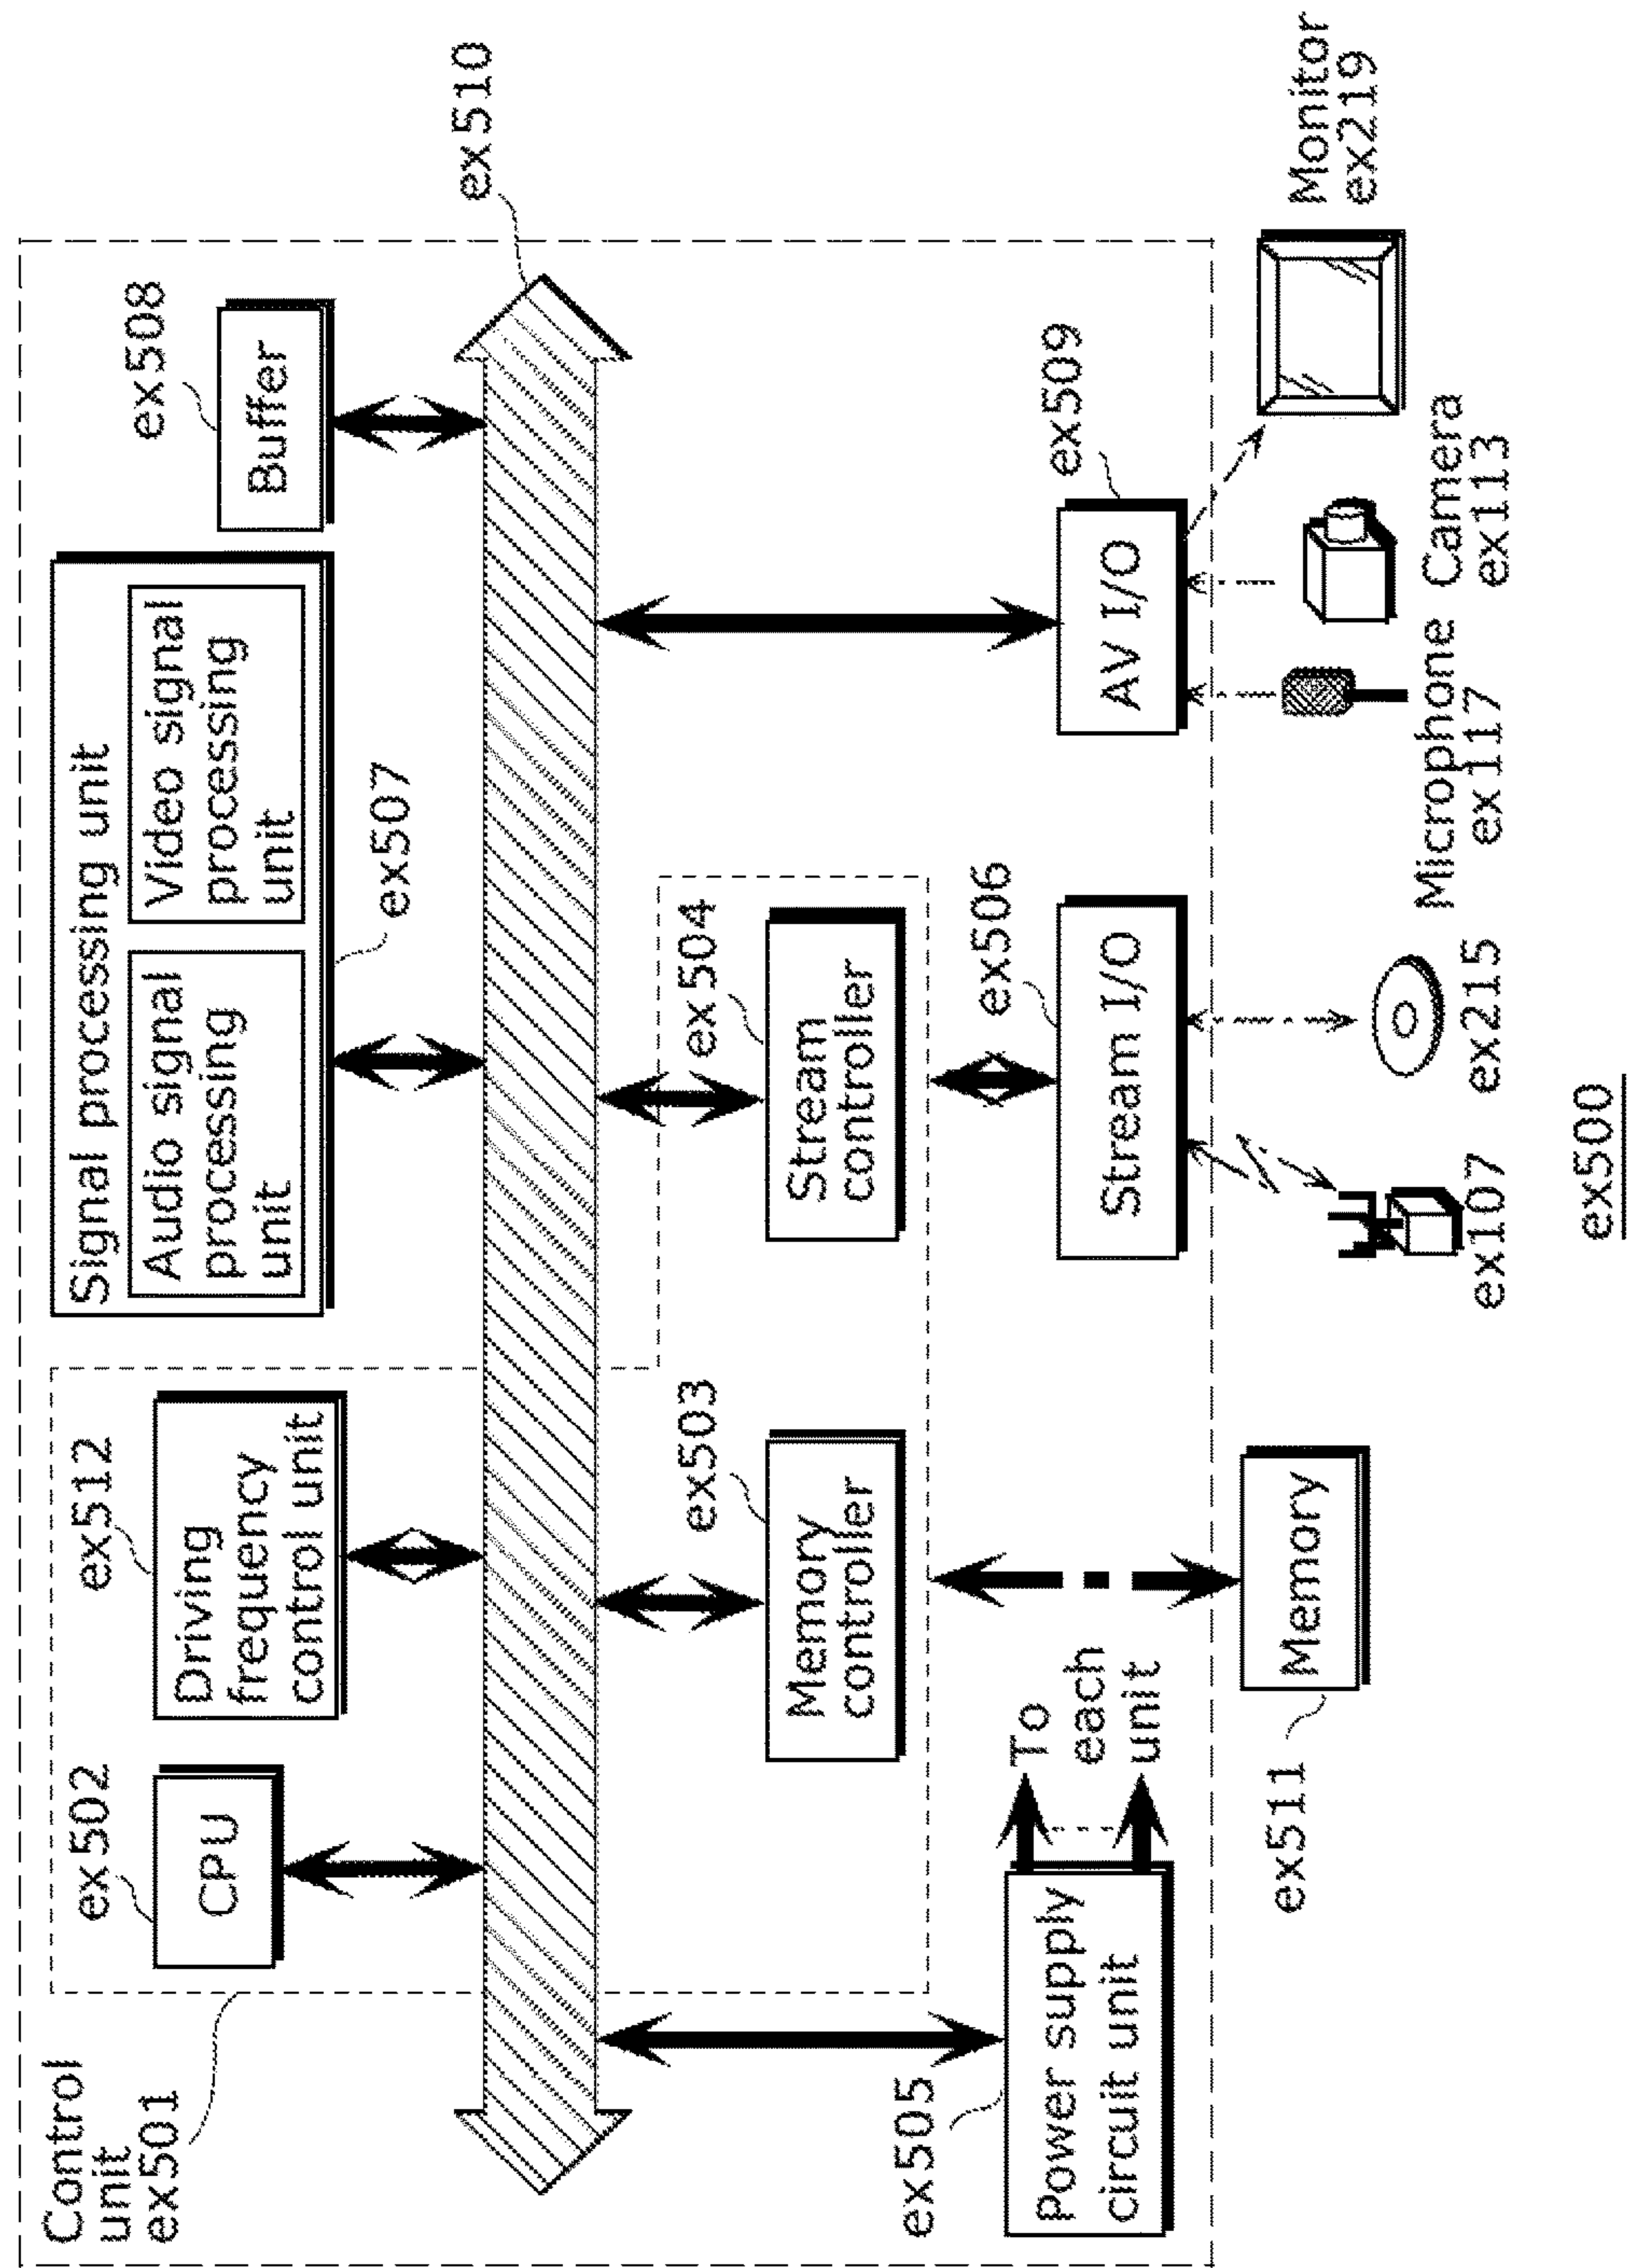 Control
unit
ex501
ex502
CPU
ex512
Driving
frequency
control unit
Signal processing unit
Audio signal
processing
unit
Video signal
processing
unit
ex507
ex508
Buffer
ex510
ex503
Memory
controller
ex504
Stream
controller
ex505
Power supply
circuit unit
To
each
unit
ex506
Stream I/O
ex509
AV I/O
ex511
Memory
ex107
ex215
Microphone
ex117
Camera
ex113
Monitor
ex219
ex500